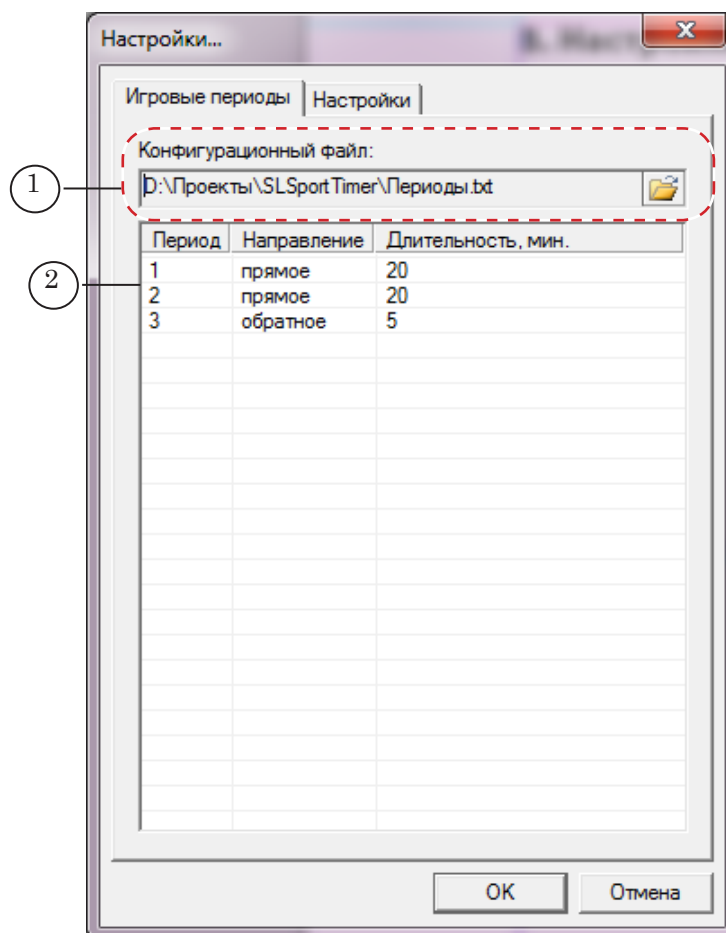 Настройки...
Игровые периоды Настройки
Конфигурационный файл:
1
D:\Проекты\SLSportTimer\Периоды.txt
Период Направление Длительность, мин.
2
1 прямое 20
2 прямое 20
3 обратное 5
OK Отмена